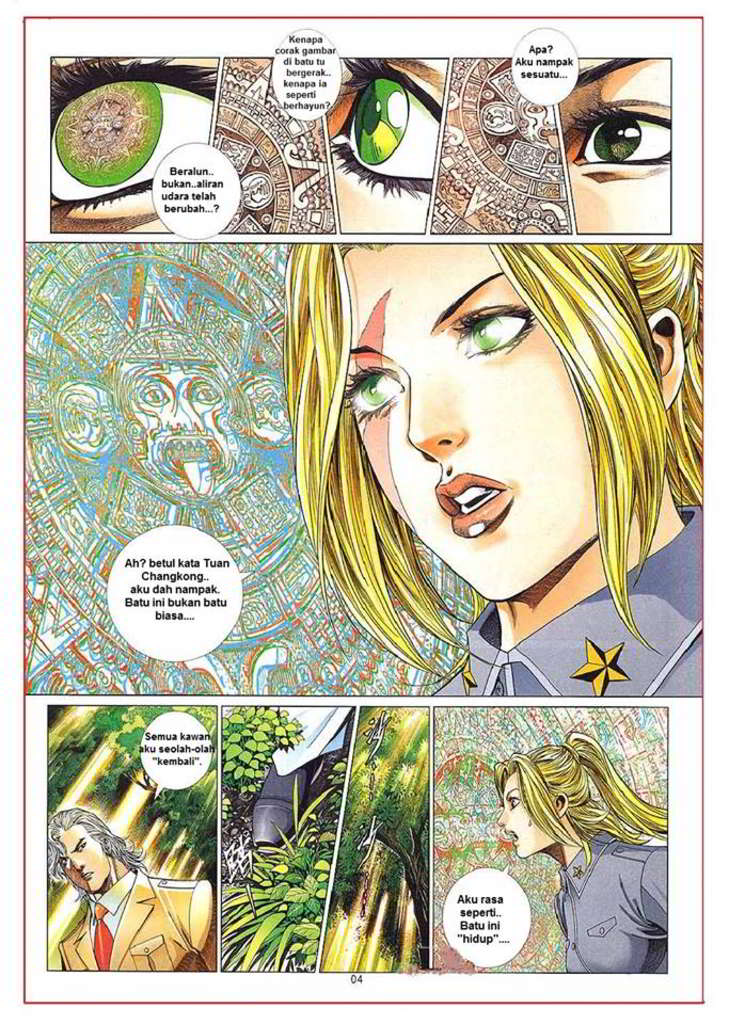 Kenapa
corak gambar
di batu tu
bergerak..
kenapa ia
seperti
berhayun?
Apa?
Aku nampak
sesuatu...
Beralun..
bukan..aliran
udara telah
berubah...?
Ah? betul kata Tuan
Changkong..
aku dah nampak.
Batu ini bukan batu
biasa....
Semua kawan
aku seolah-olah
"kembali".
Aku rasa
seperti..
Batu ini
"hidup"....
04